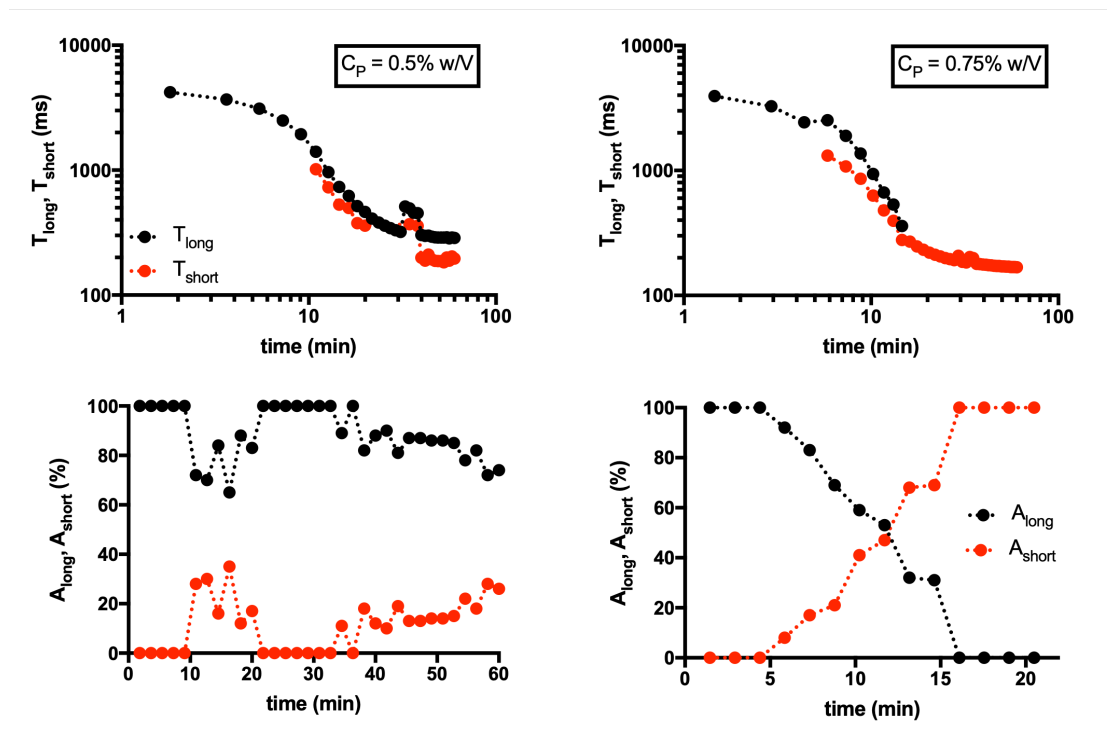 C_P = 0.5% w/V
T_long, T_short (ms)
10000
1000
100
T_long
T_short
1
10
100
time (min)
C_P = 0.75% w/V
T_long, T_short (ms)
10000
1000
100
1
10
100
time (min)
A_long, A_short (%)
100
80
60
40
20
0
0
10
20
30
40
50
60
time (min)
A_long, A_short (%)
100
80
60
40
20
0
A_long
A_short
0
5
10
15
20
time (min)